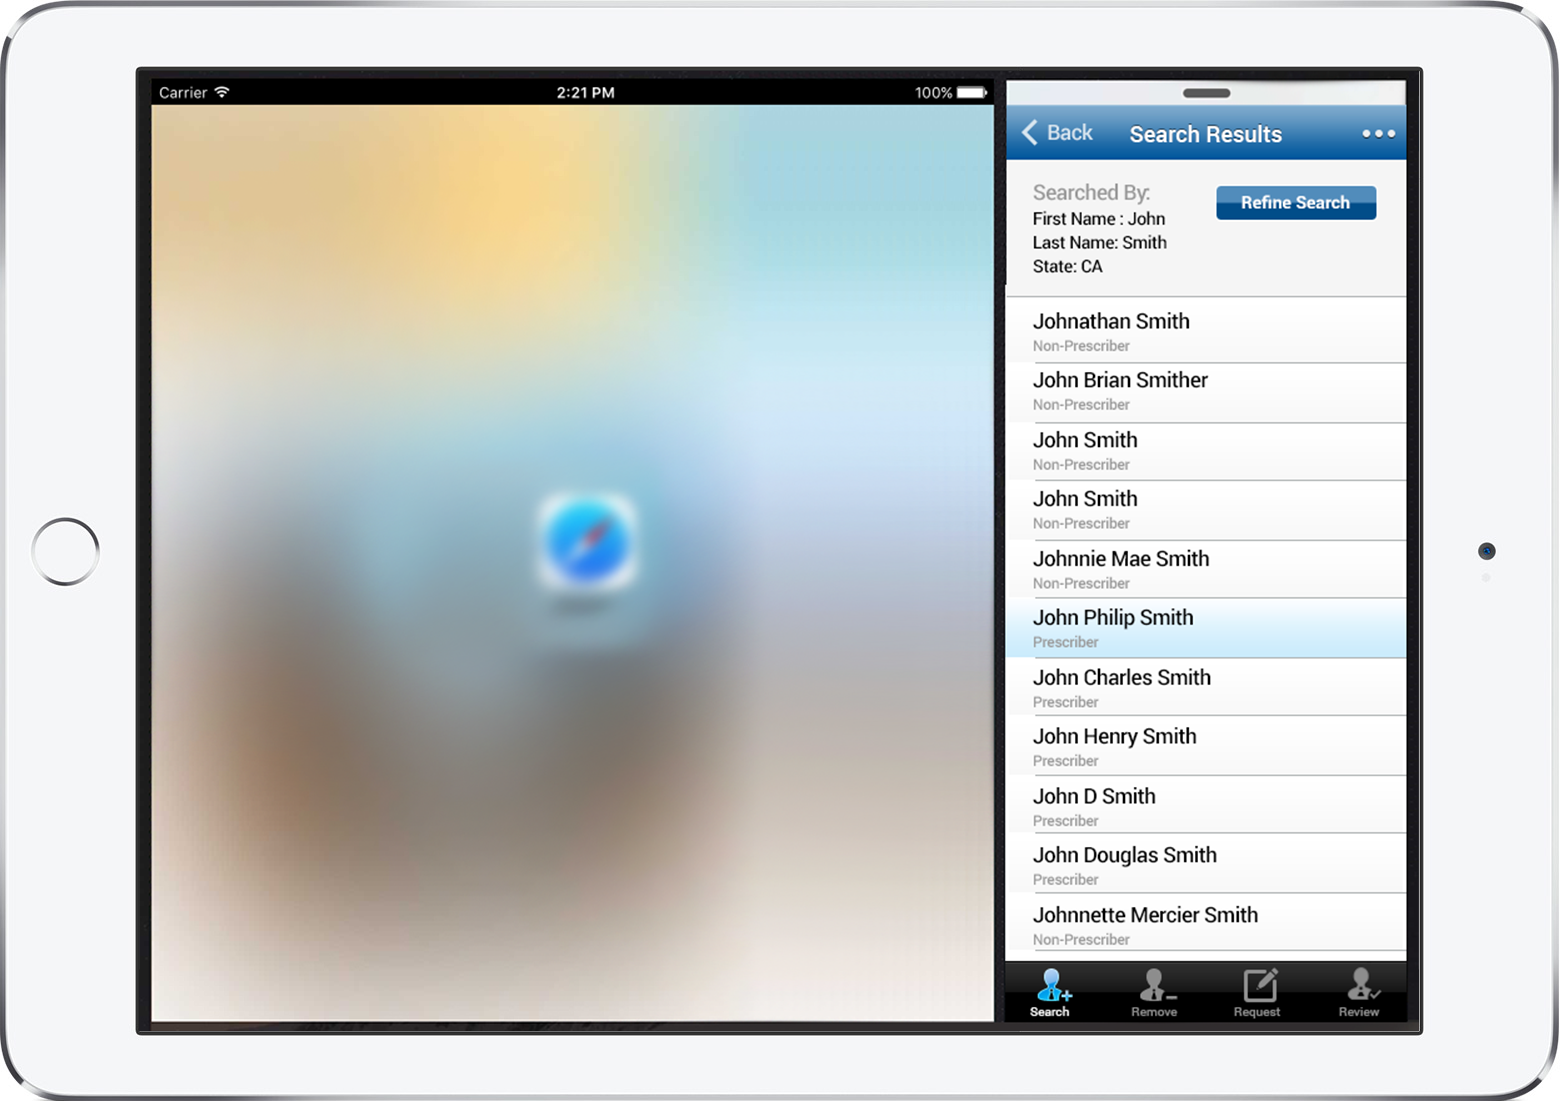 Carrier 2:21 PM 100%
Back Search Results
Searched By:
Refine Search
First Name : John
Last Name: Smith
State: CA
Johnathan Smith
Non-Prescriber
John Brian Smither
Non-Prescriber
John Smith
Non-Prescriber
John Smith
Non-Prescriber
Johnnie Mae Smith
Non-Prescriber
John Philip Smith
Prescriber
John Charles Smith
Prescriber
John Henry Smith
Prescriber
John D Smith
Prescriber
John Douglas Smith
Prescriber
Johnnette Mercier Smith
Non-Prescriber
Search Remove Request Review